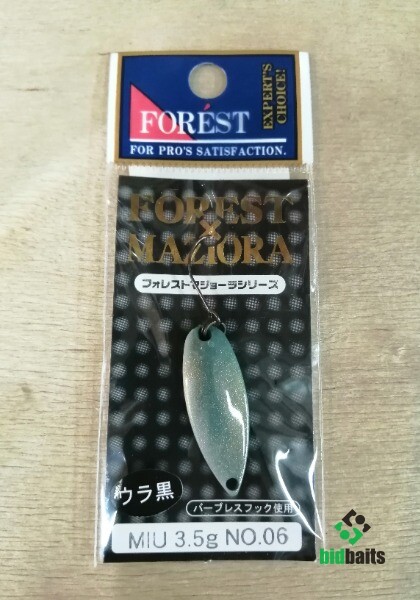 FORÉST
FOR PRO'S SATISFACTION.
EXPERT'S
CHOICE!
FOREST
×
MAZIORA
フォレストマジョーラシリーズ
ウラ黒
バーブレスフック使用
MIU 3.5g NO.06
bidbaits